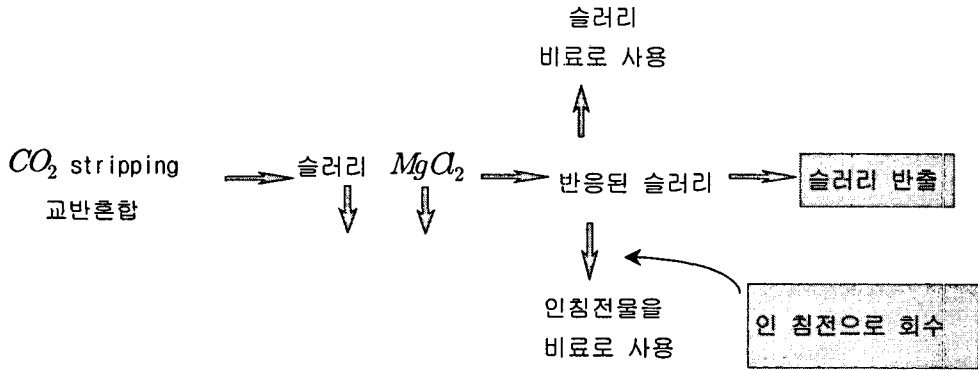 슬러리
비료로 사용
CO₂ stripping
교반혼합
슬러리 MgCl₂
반응된 슬러리
슬러리 반출
인침전물을
비료로 사용
인 침전으로 회수